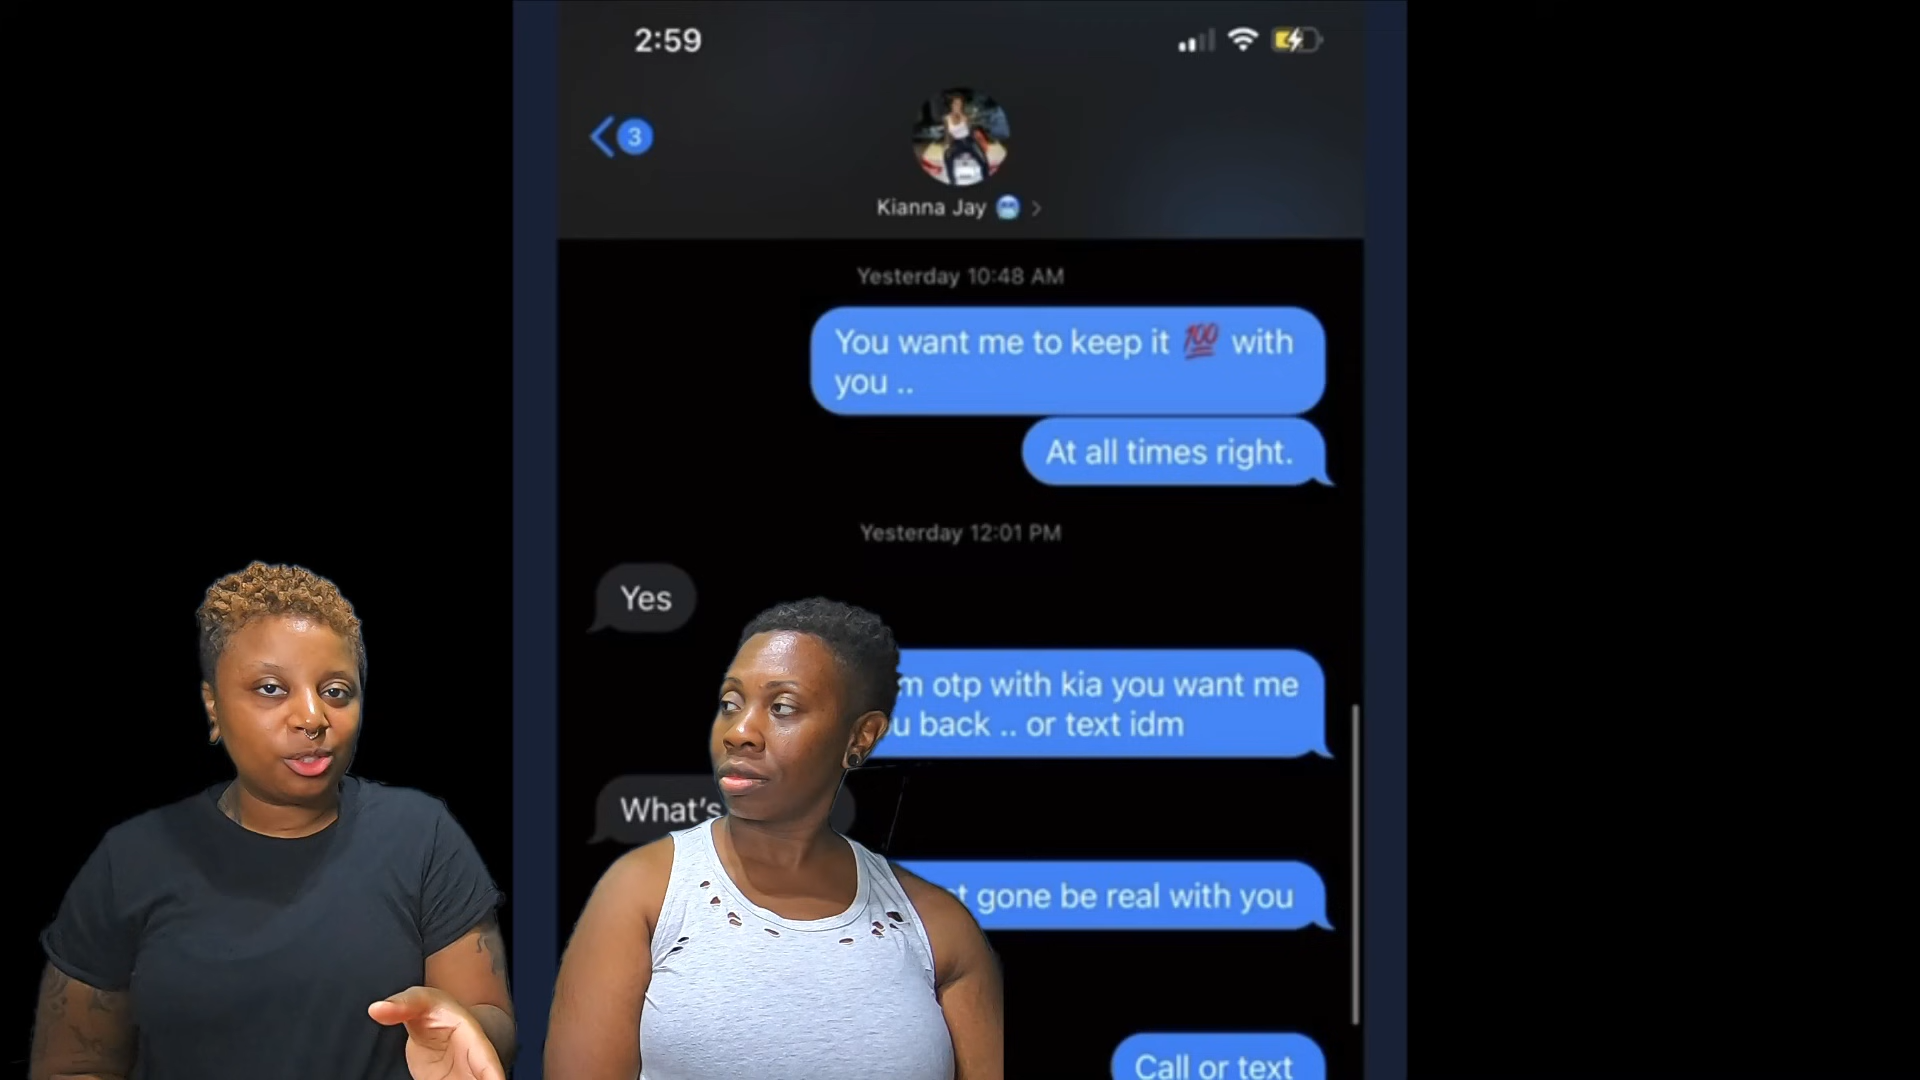 2:59
3
Kianna Jay 🥶 >
Yesterday 10:48 AM
You want me to keep it 💯 with
you ..
At all times right.
Yesterday 12:01 PM
Yes
otp with kia you want me
back .. or text idm
What's
gone be real with you
Call or text